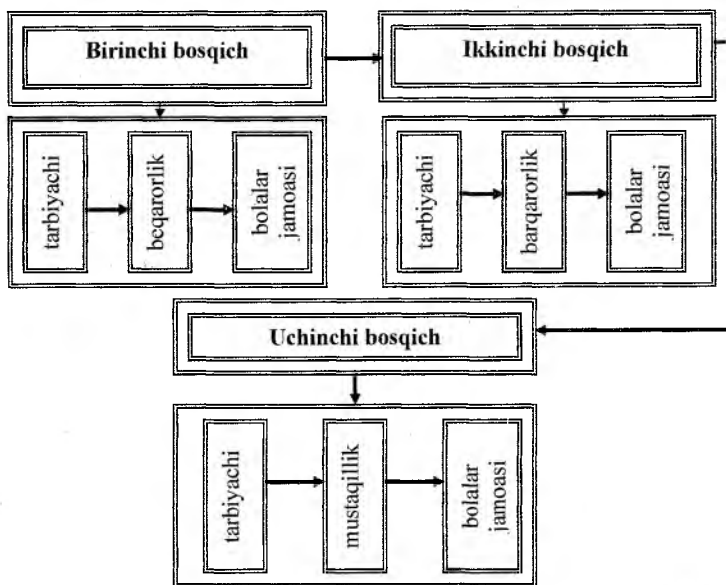 Birinchi bosqich
Ikkinchi bosqich
tarbiyachi
beqarorlik
bolalar
jamoasi
tarbiyachi
barqarorlik
bolalar
jamoasi
Uchinchi bosqich
tarbiyachi
mustaqillik
bolalar
jamoasi